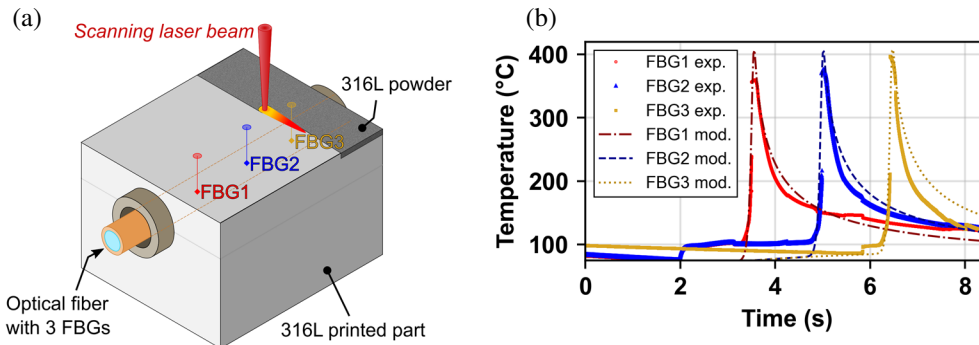 (a)
Scanning laser beam
316L powder
FBG3
FBG2
FBG1
Optical fiber
with 3 FBGs
316L printed part
(b)
Temperature (°C)
400
300
200
100
FBG1 exp.
FBG2 exp.
FBG3 exp.
FBG1 mod.
FBG2 mod.
FBG3 mod.
0 2 4 6 8
Time (s)